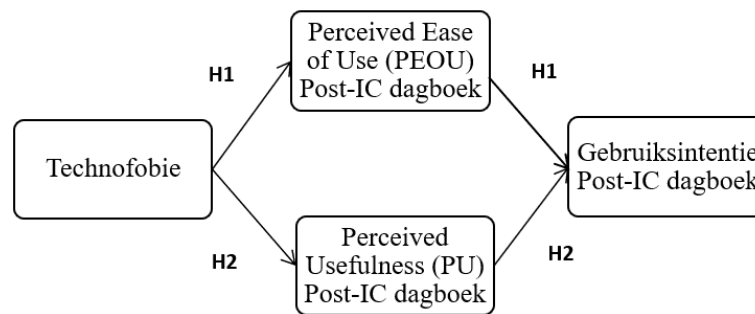 Perceived Ease
of Use (PEOU)
Post-IC dagboek
H1
H1
Technofobie
Gebruiksintentie
Post-IC dagboek
H2
H2
Perceived
Usefulness (PU)
Post-IC dagboek